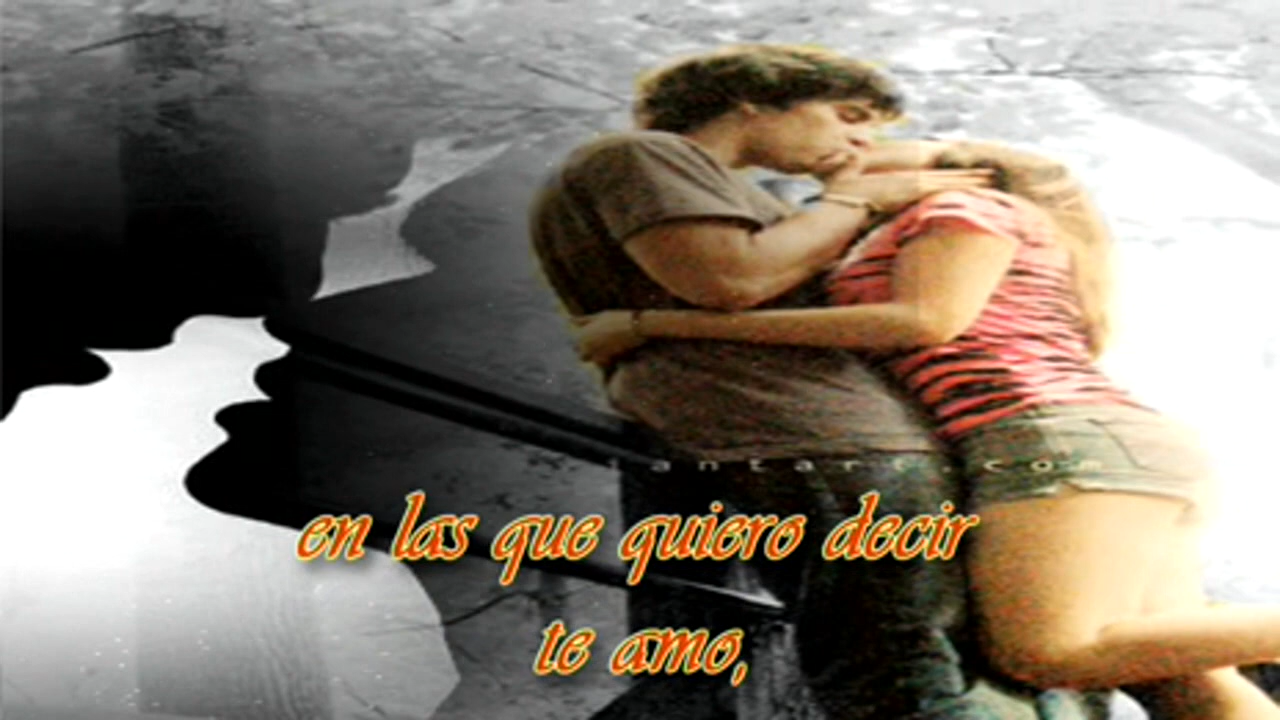 en las que quiero decir
te amo,